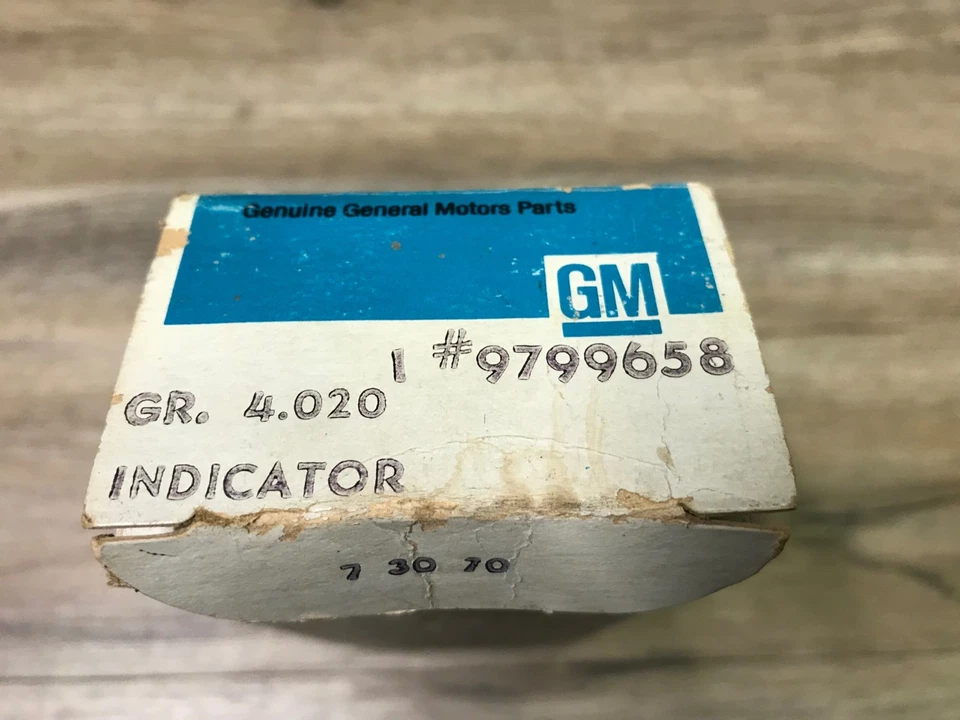 Genuine General Motors Parts
GM
1 #9799658
GR. 4.020
INDICATOR
7 30 70